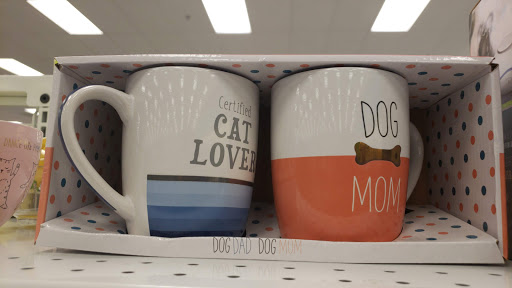 Certified
CAT
LOVER
DOG
MOM
DOG DAD DOG MOM